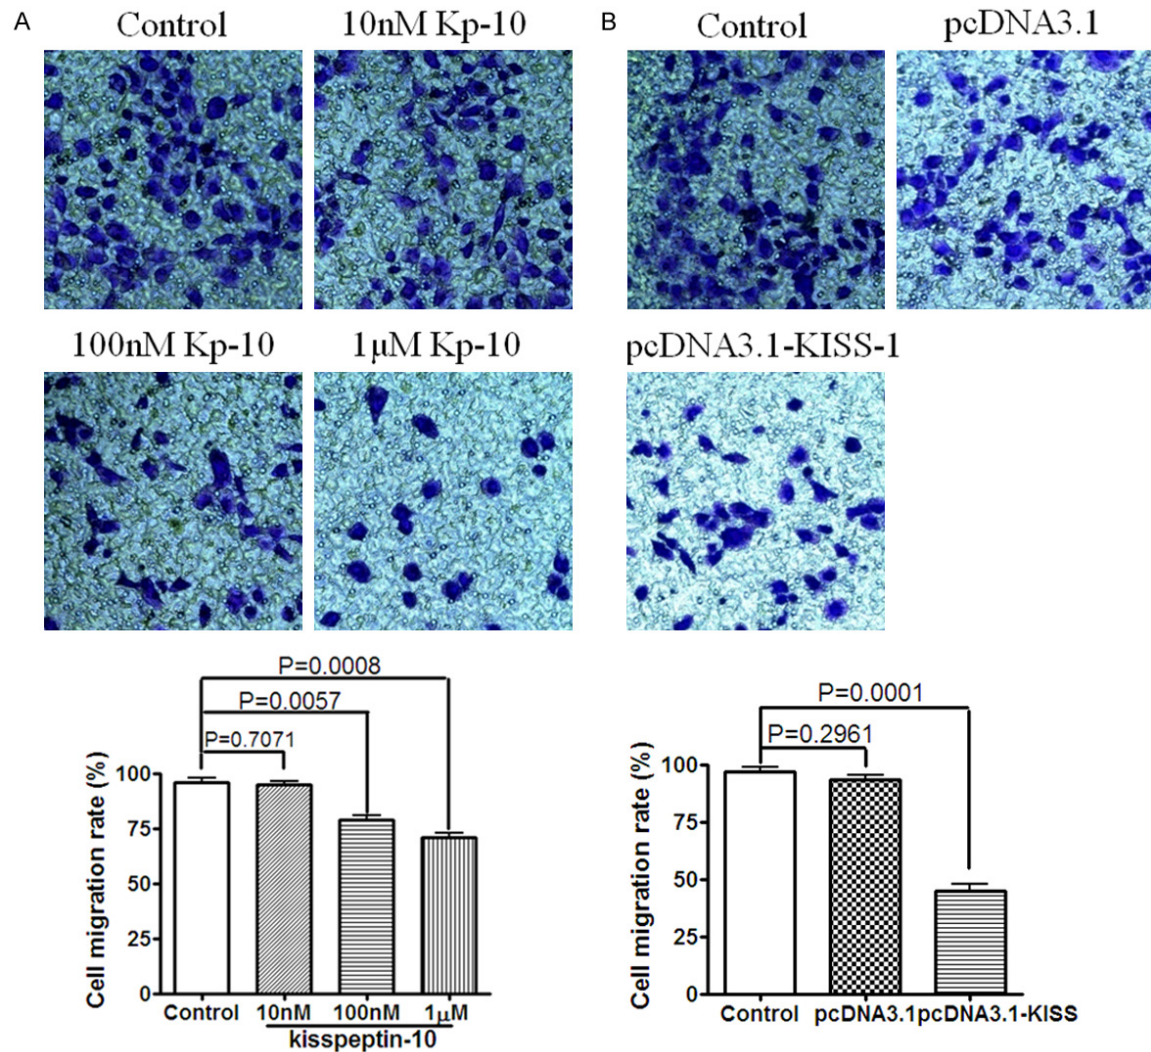 A
Control
10nM Kp-10
100nM Kp-10
1μM Kp-10
P=0.0008
P=0.0057
P=0.7071
Cell migration rate (%)
100
75
50
25
0
Control
10nM
100nM
1μM
kisspeptin-10
B
Control
pcDNA3.1
pcDNA3.1-KISS-1
P=0.0001
P=0.2961
Cell migration rate (%)
100
75
50
25
0
Control
pcDNA3.1
pcDNA3.1-KISS